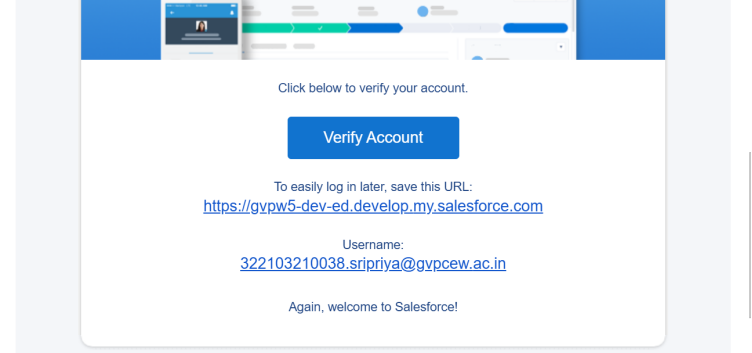 Click below to verify your account.
Verify Account
To easily log in later, save this URL:
https://gvpw5-dev-ed.develop.my.salesforce.com
Username:
322103210038.sripriya@gvpcew.ac.in
Again, welcome to Salesforce!